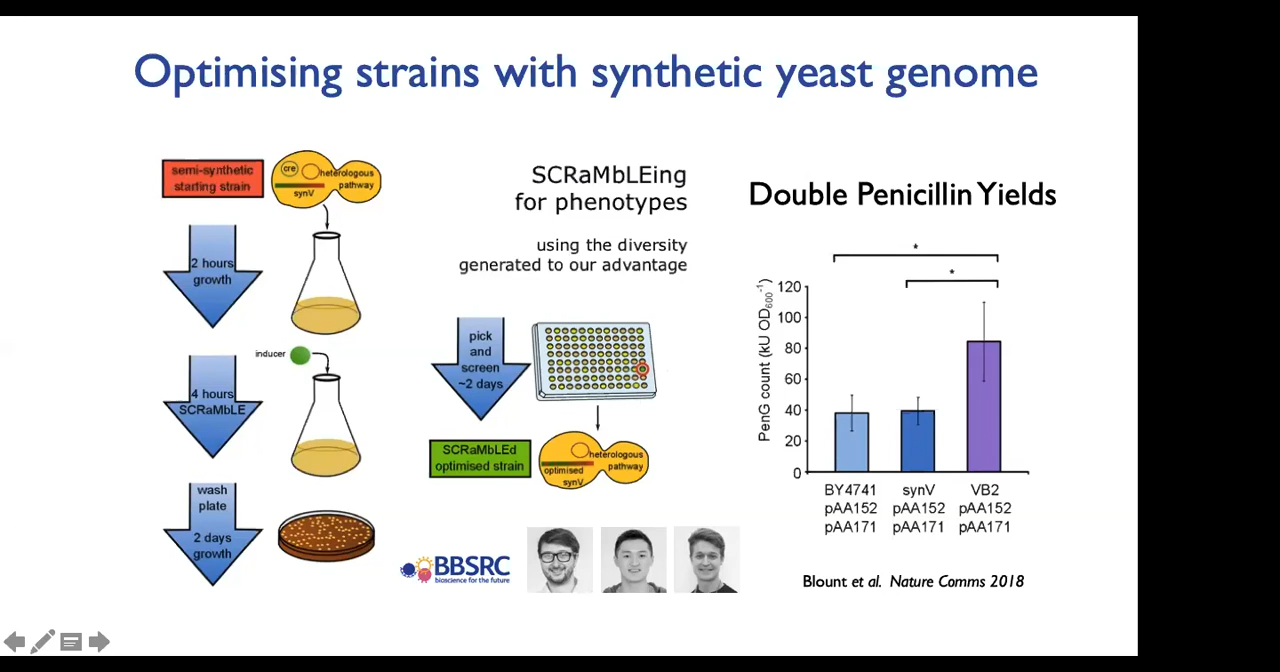 Optimising strains with synthetic yeast genome
semi-synthetic
starting strain
cre
heterologous
pathway
synV
2 hours
growth
inducer
4 hours
SCRaMbLE
wash
plate
2 days
growth
SCRaMbLEing
for phenotypes
using the diversity
generated to our advantage
pick
and
screen
~2 days
SCRaMbLEd
optimised strain
heterologous
pathway
optimised
synV
BBSRC
bioscience for the future
Double Penicillin Yields
*
*
PenG count (kU OD600-1)
120
100
80
60
40
20
0
BY4741 synV VB2
pAA152 pAA152 pAA152
pAA171 pAA171 pAA171
Blount et al. Nature Comms 2018